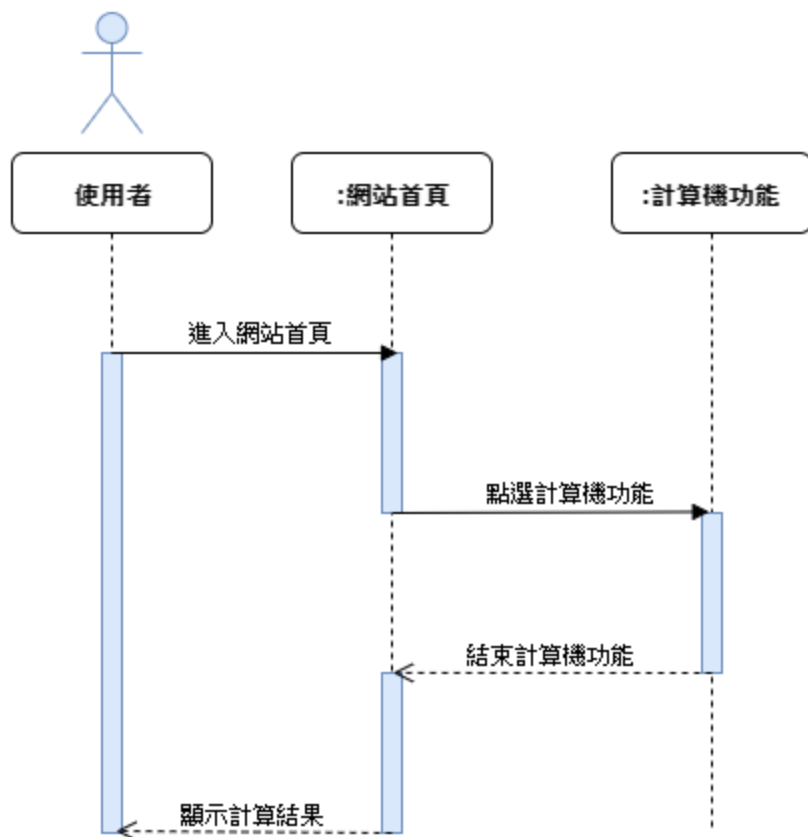 使用者
:網站首頁
:計算機功能
進入網站首頁
點選計算機功能
結束計算機功能
顯示計算結果